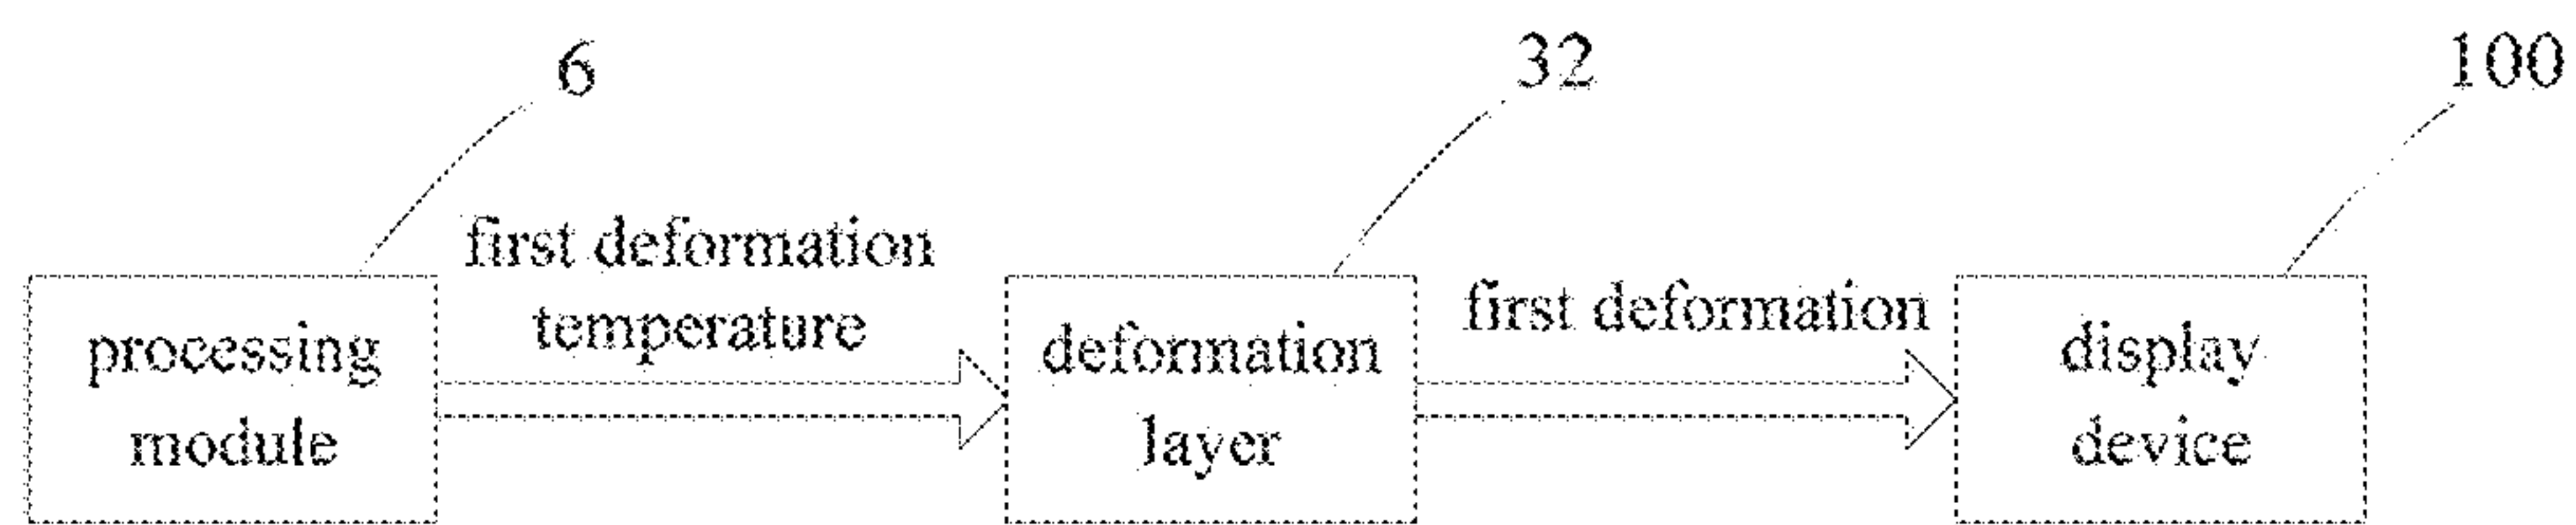 6
32
100
first deformation
temperature
first deformation
processing
module
deformation
layer
display
device